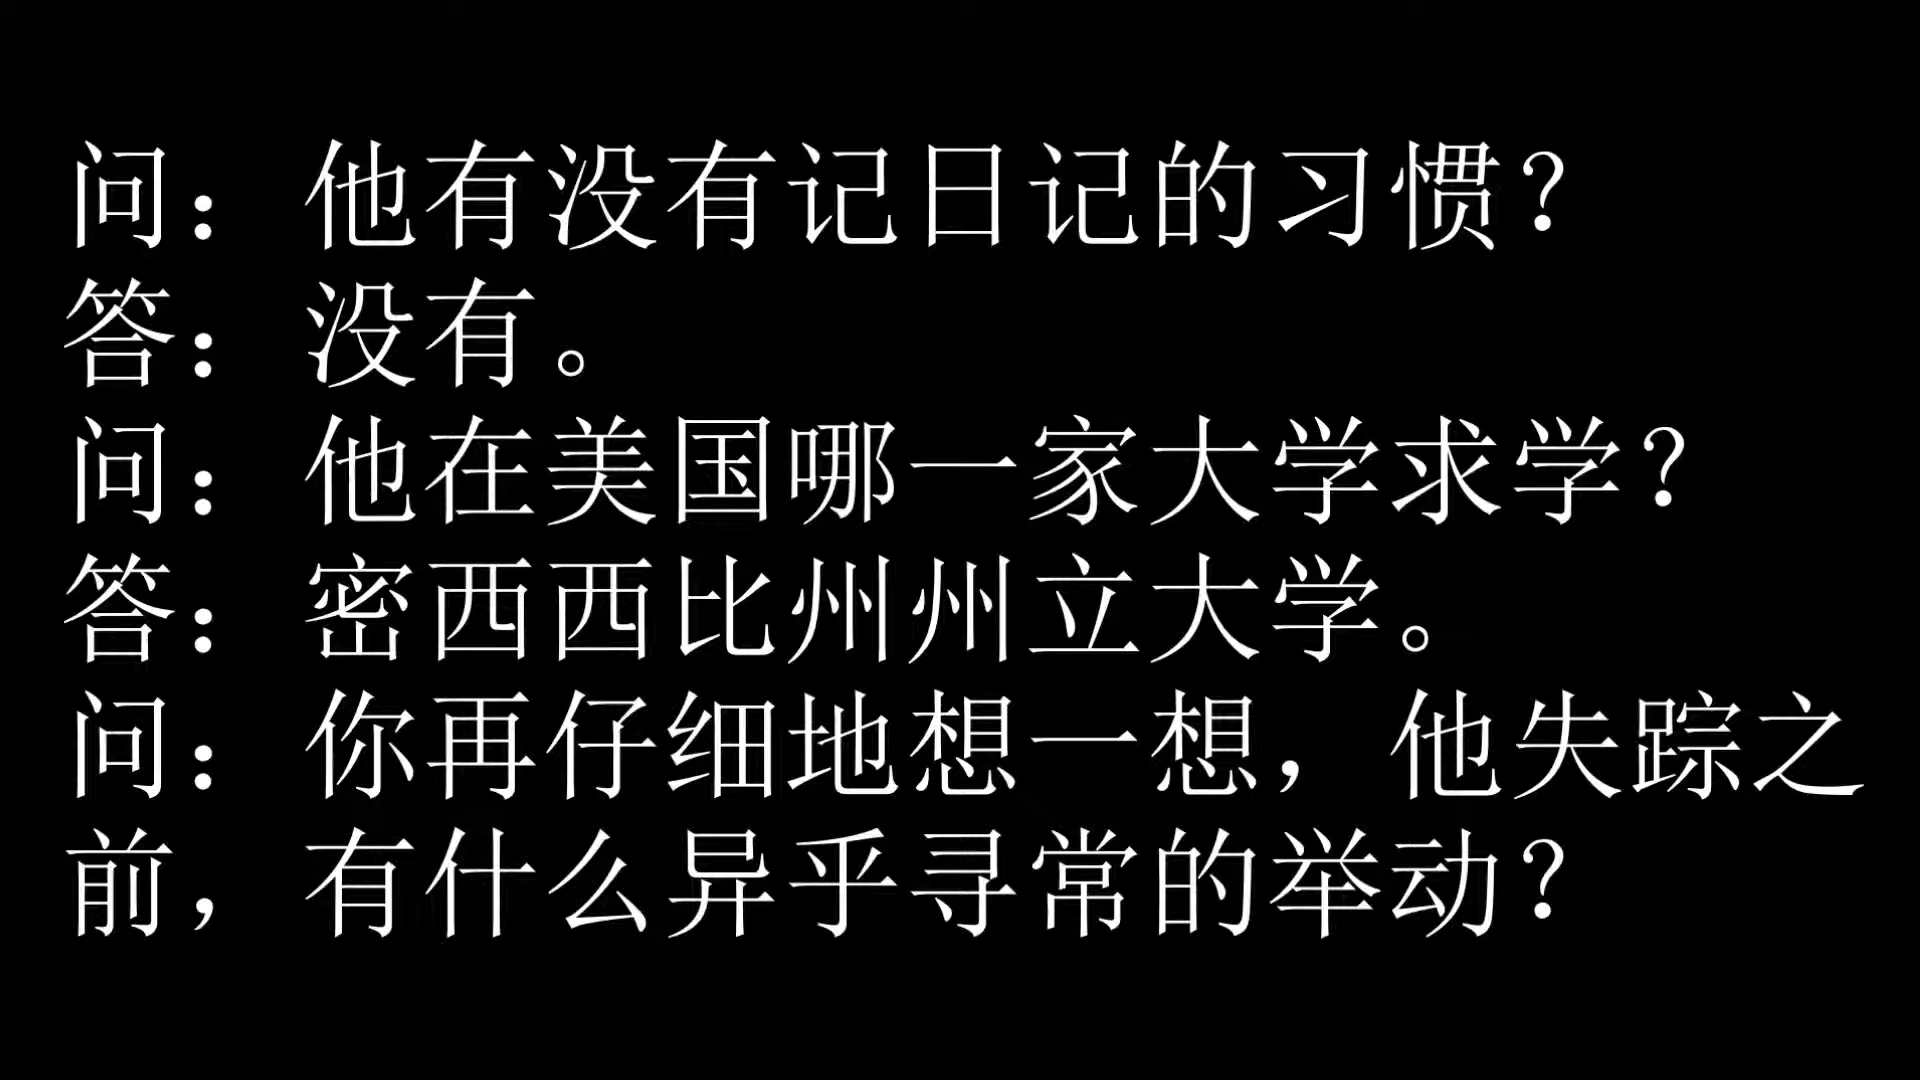 问：他有没有记日记的习惯？
答：没有。
问：他在美国哪一家大学求学？
答：密西西比州州立大学。
问：你再仔细地想一想，他失踪之
前，有什么异乎寻常的举动？